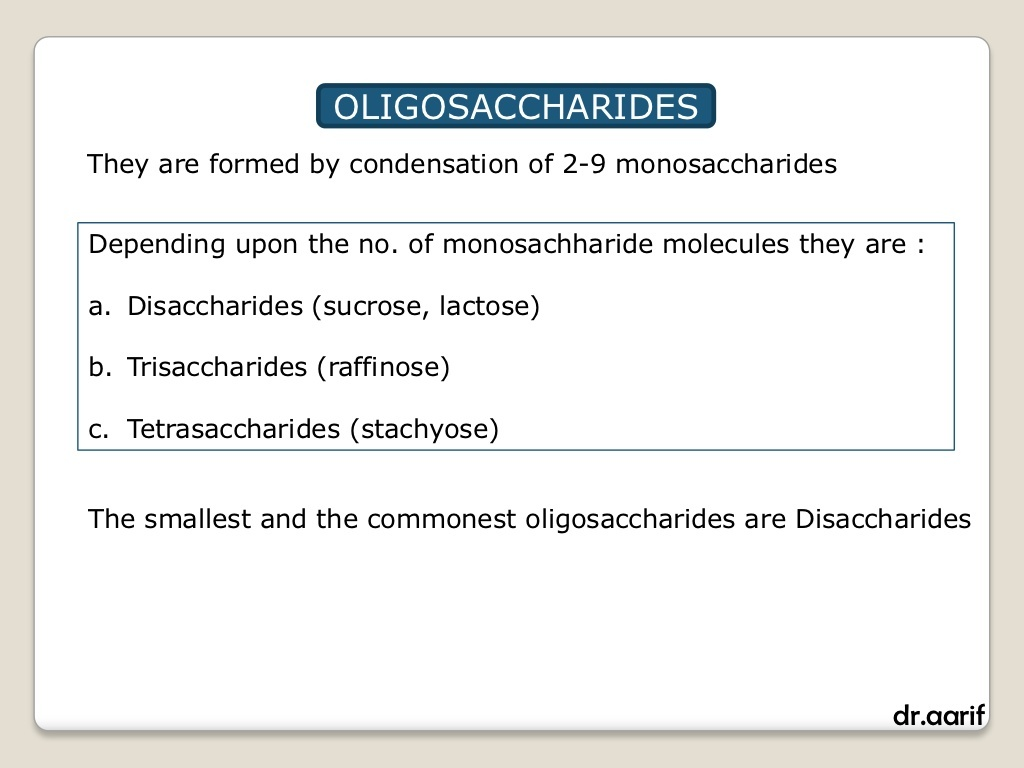 OLIGOSACCHARIDES
They are formed by condensation of 2-9 monosaccharides
Depending upon the no. of monosachharide molecules they are :
a. Disaccharides (sucrose, lactose)
b. Trisaccharides (raffinose)
c. Tetrasaccharides (stachyose)
The smallest and the commonest oligosaccharides are Disaccharides
dr.aarif